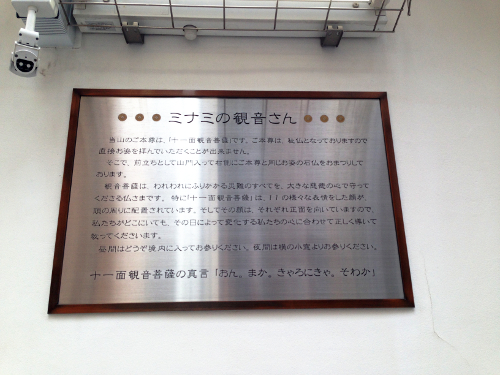 ミナミの観音さん
当山のご本尊は、「十一面観音菩薩」です。ご本尊は、秘仏となっておりますので
直接お姿を拝んでいただくことが出来ません。
そこで、前立ちとして山門入って右側にご本尊と同じお姿の石仏をおまつりして
おります。
観音菩薩は、われわれにふりかかる災難のすべてを、大きな慈悲の心で守って
くださる仏さまです。特に「十一面観音菩薩」は、11の様々な表情をした顔が
頭の周りに配置されています。そしてその顔は、それぞれ正面を向いていますので、
私たちがどこにいても、その日によって変化する私たちの心に合わせて正しく導いて
救ってくださいます。
昼間はどうぞ境内に入ってお参りください。夜間は横の小窓よりお参りください。
十一面観音菩薩の真言「おん。まか。きゃろにきゃ。そわか」